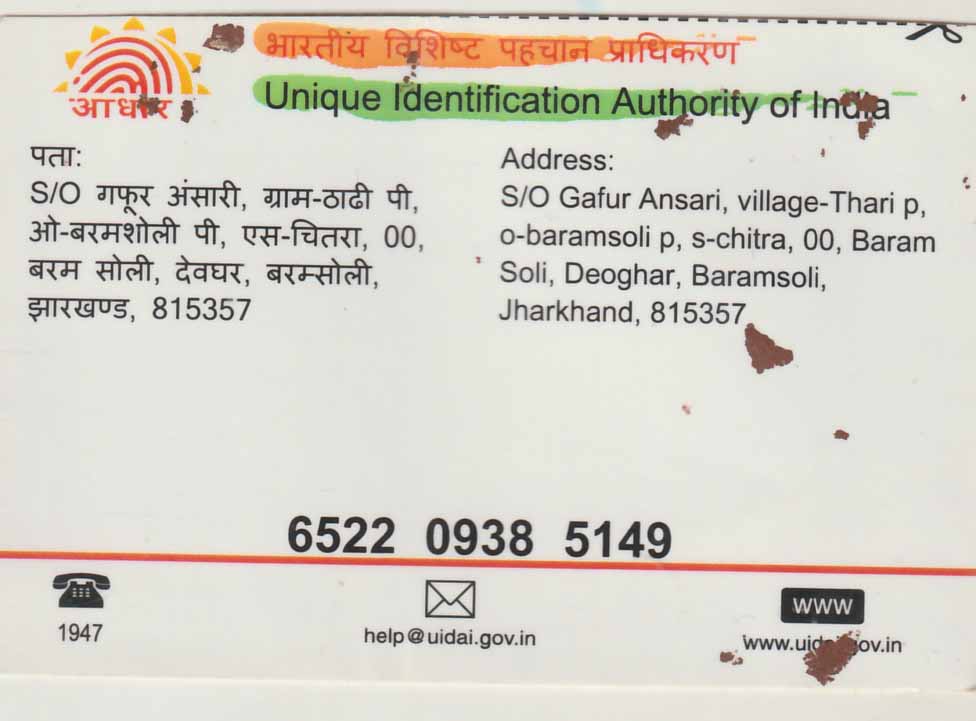 भारतीय विशिष्ट पहचान प्राधिकरण
आधार
Unique Identification Authority of India
पता:
S/O गफूर अंसारी, ग्राम-ठाढी पी,
ओ-बरमशोली पी, एस-चितरा, 00,
बरम सोली, देवघर, बरम्सोली,
झारखण्ड, 815357
Address:
S/O Gafur Ansari, village-Thari p,
o-baramsoli p, s-chitra, 00, Baram
Soli, Deoghar, Baramsoli,
Jharkhand, 815357
6522 0938 5149
1947
help@uidai.gov.in
www